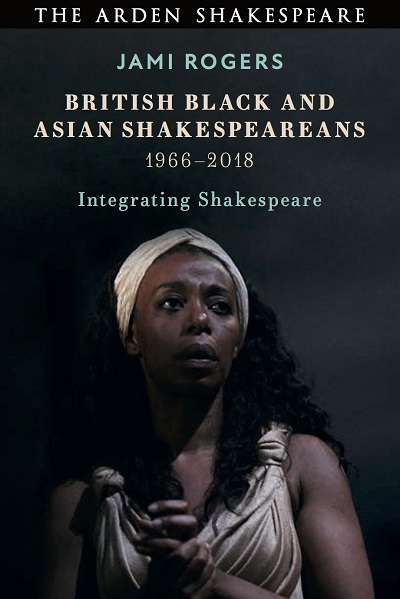 THE ARDEN SHAKESPEARE
JAMI ROGERS
BRITISH BLACK AND
ASIAN SHAKESPEAREANS
1966–2018
Integrating Shakespeare